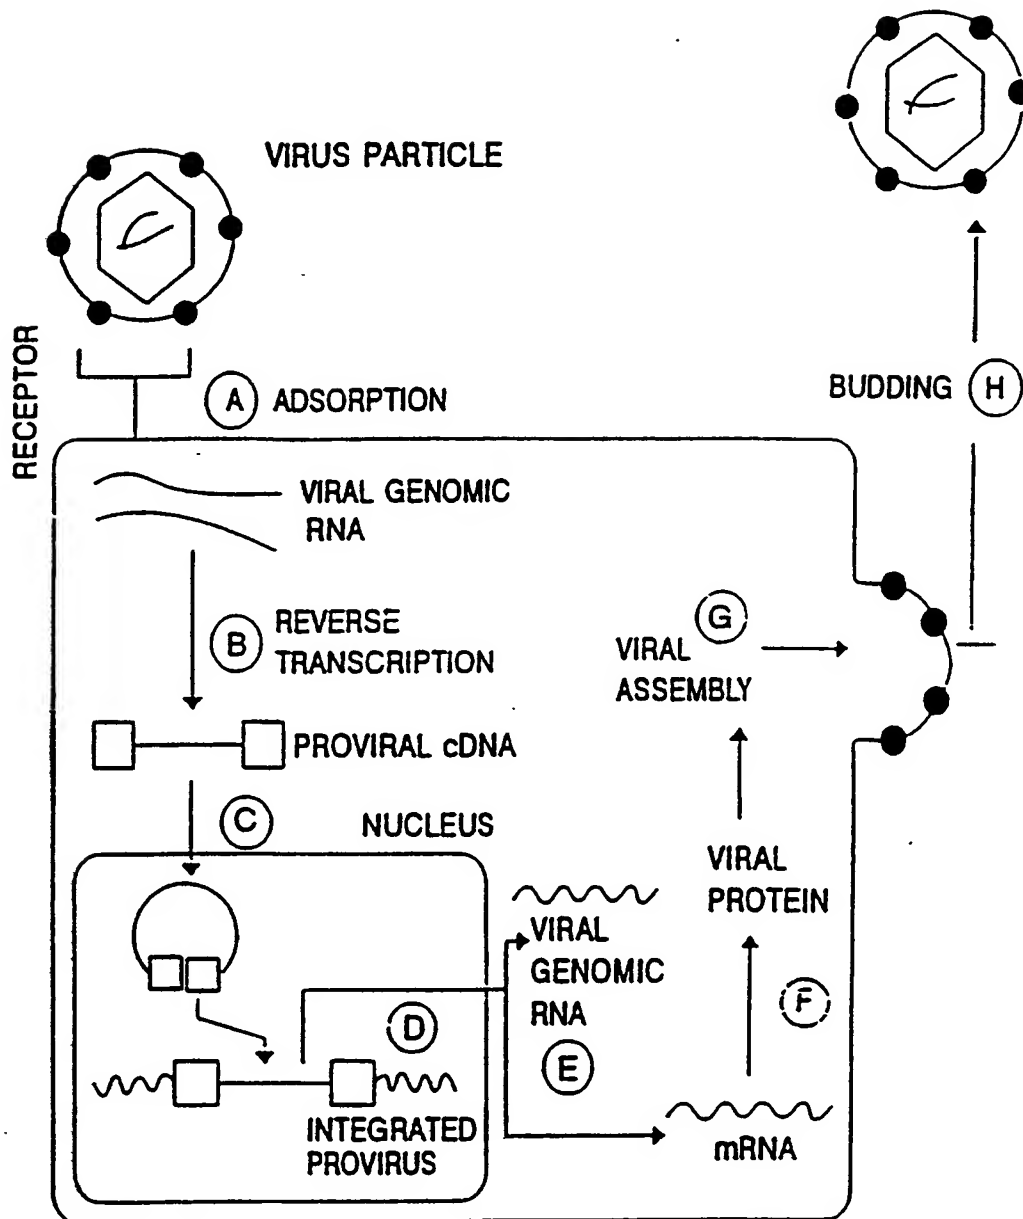 VIRUS PARTICLE
RECEPTOR
A ADSORPTION
BUDDING H
VIRAL GENOMIC
RNA
B REVERSE
TRANSCRIPTION
G
VIRAL
ASSEMBLY
PROVIRAL cDNA
C
NUCLEUS
VIRAL
PROTEIN
VIRAL
GENOMIC
RNA
D
E
F
INTEGRATED
PROVIRUS
mRNA